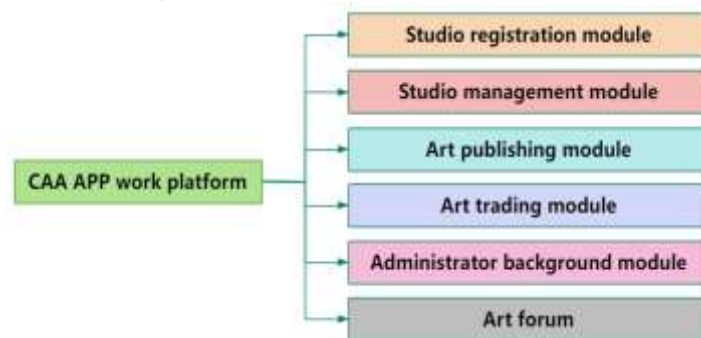 Studio registration module
Studio management module
Art publishing module
CAA APP work platform
Art trading module
Administrator background module
Art forum